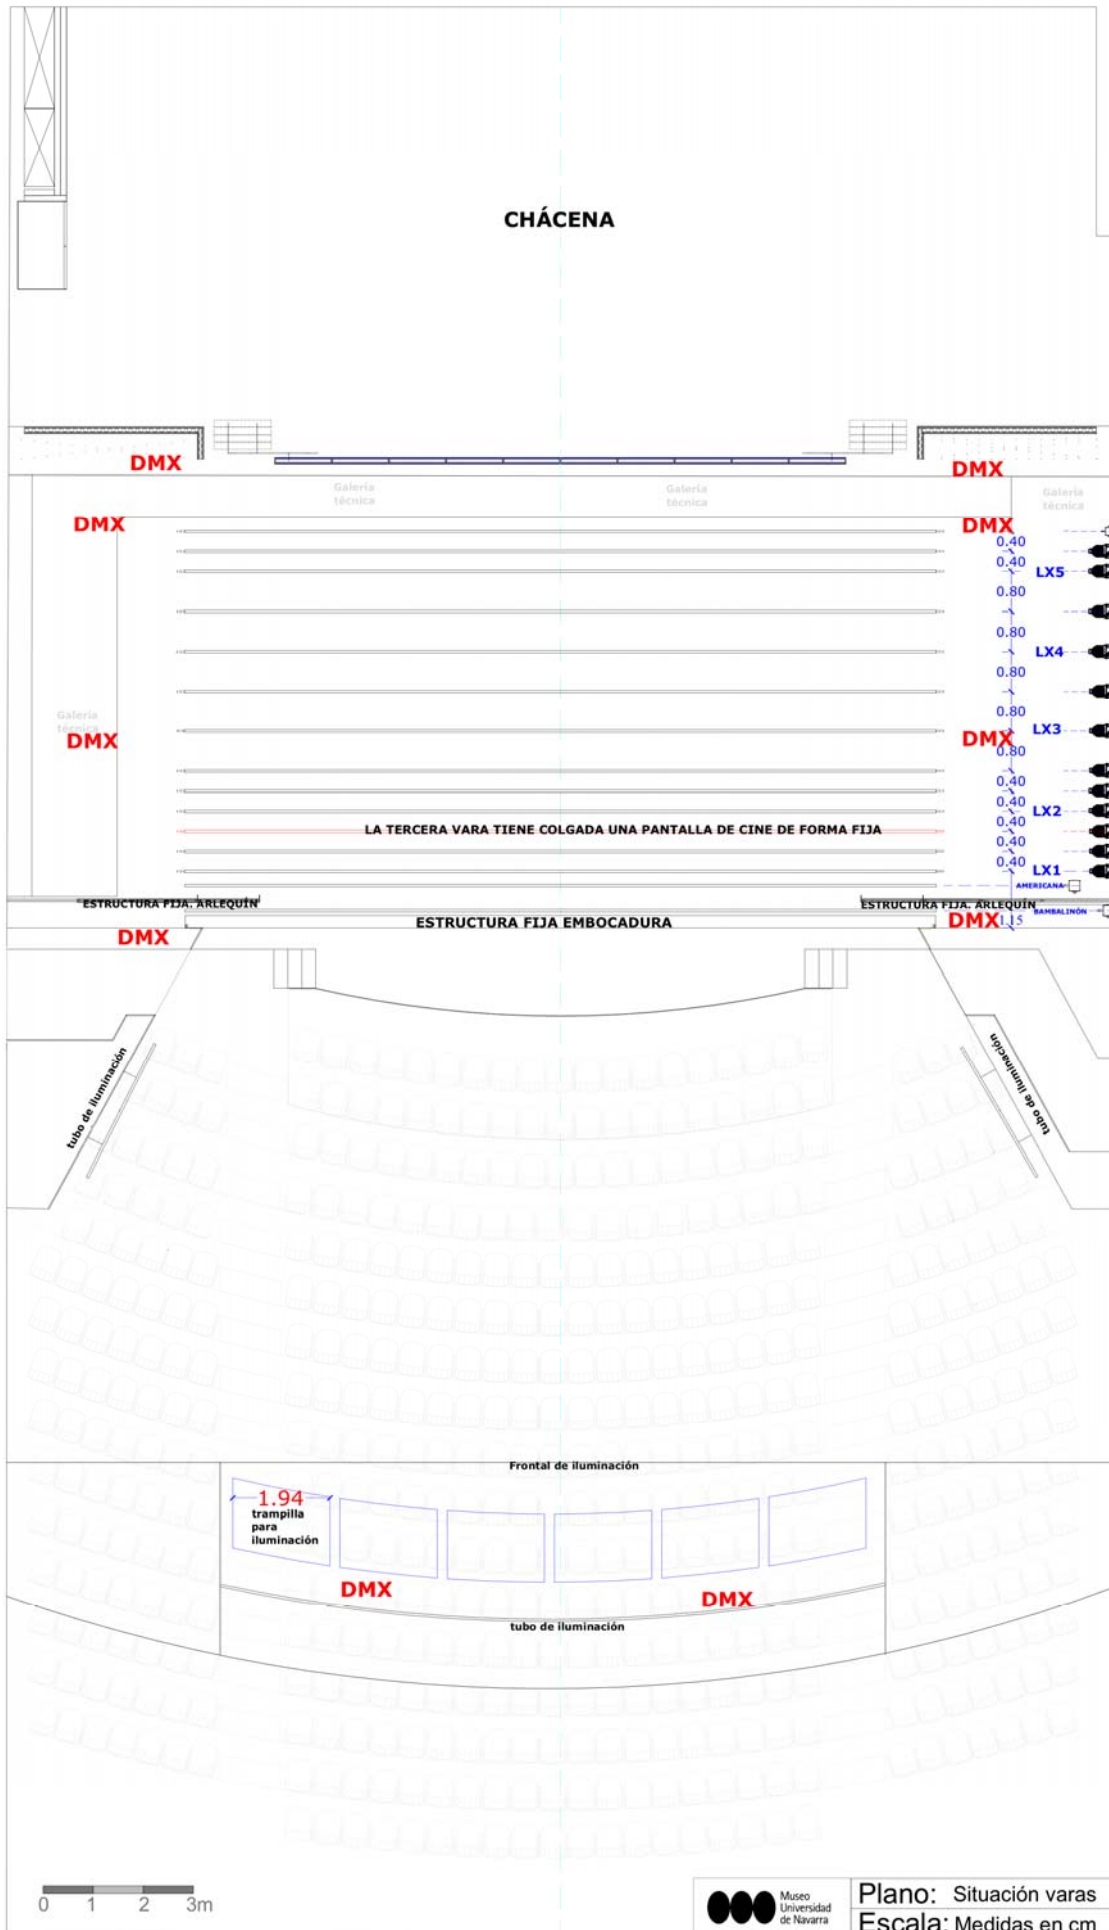 CHÁCENA
DMX
DMX
Galería
técnica
Galería
técnica
Galería
técnica
DMX
DMX
0.40
0.40
LX5
0.80
0.80
LX4
0.80
0.80
Galería
técnica
DMX
DMX
LX3
0.80
0.40
0.40
LX2
0.40
LA TERCERA VARA TIENE COLGADA UNA PANTALLA DE CINE DE FORMA FIJA
0.40
0.40
LX1
AMERICANA
ESTRUCTURA FIJA. ARLEQUÍN
ESTRUCTURA FIJA. ARLEQUÍN
BAMBALINÓN
ESTRUCTURA FIJA EMBOCADURA
DMX
1.15
DMX
tubo de iluminación
tubo de iluminación
Frontal de iluminación
1.94
trampilla
para
iluminación
DMX
DMX
tubo de iluminación
0 1 2 3m
Museo
Universidad
de Navarra
Plano: Situación varas
Escala: Medidas en cm